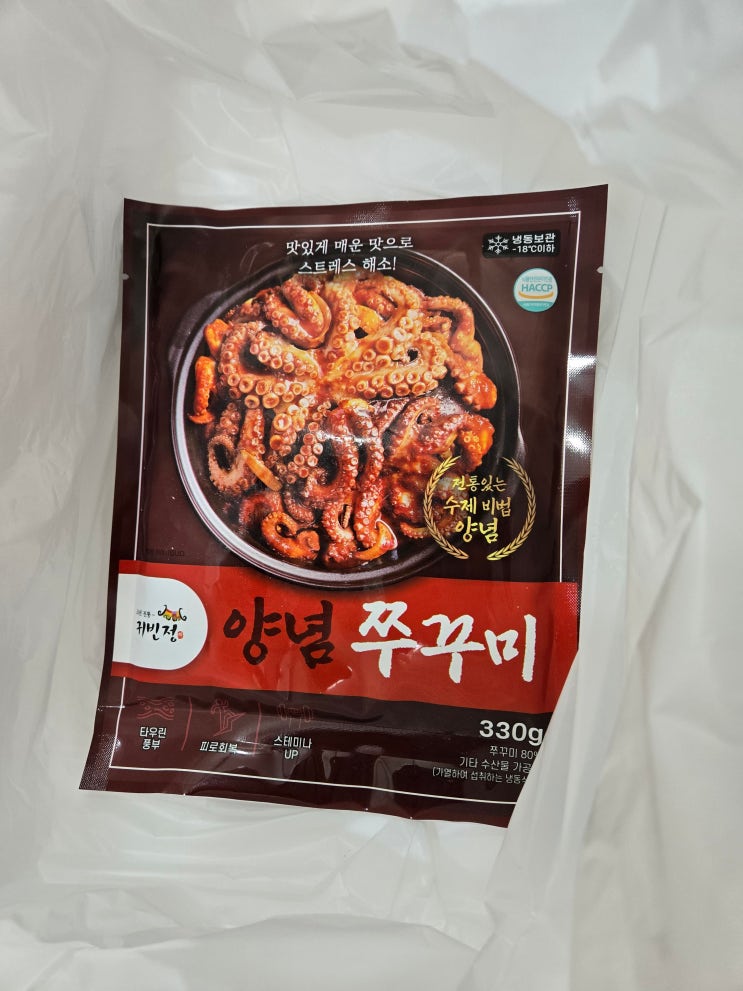 맛있게 매운 맛으로
스트레스 해소!
냉동보관
-18℃이하
HACCP
전통있는
수제 비법
양념
귀빈정
양념 쭈꾸미
타우린
풍부
피로회복
스테미나
UP
330g
쭈꾸미 80%
기타 수산물 가공
(가열하여 섭취하는 냉동